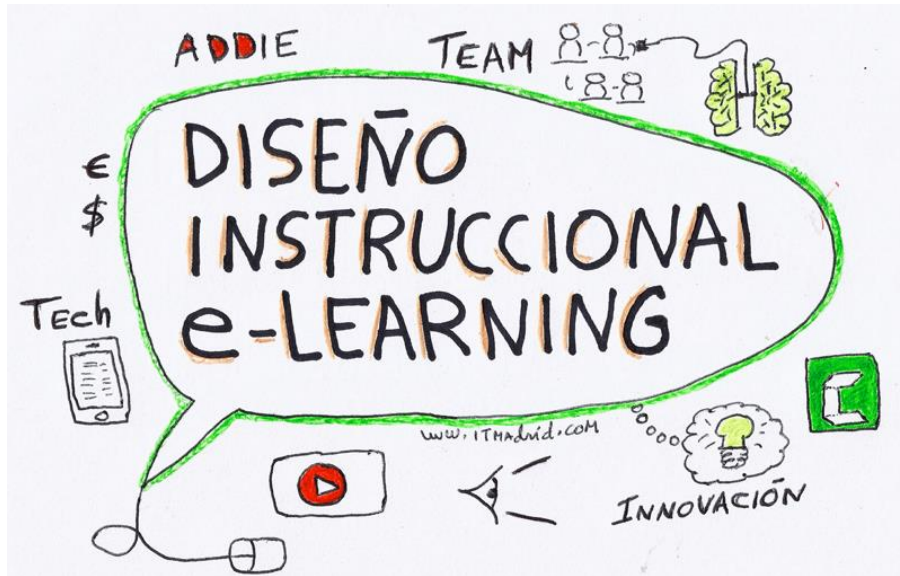 ADDIE
TEAM
DISEÑO
INSTRUCCIONAL
e-LEARNING
€
$
Tech
www.ITMAdrid.com
C
INNOVACIÓN